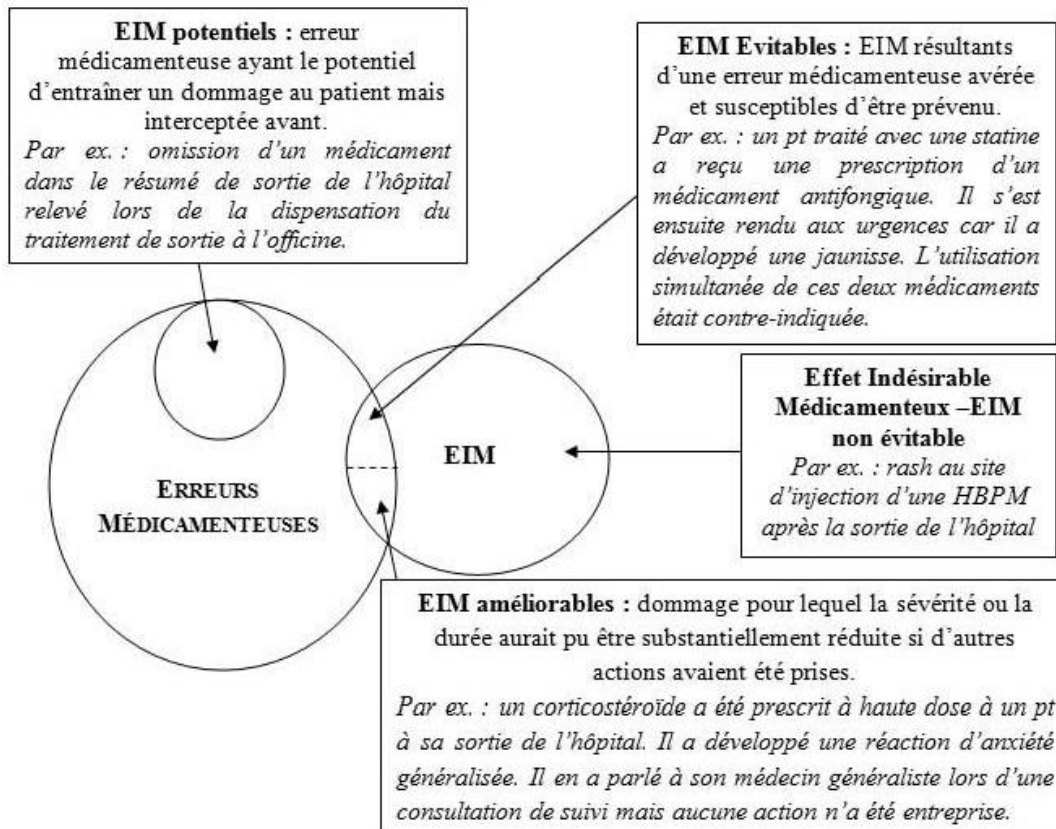 EIM potentiels : erreur
médicamenteuse ayant le potentiel
d'entraîner un dommage au patient mais
interceptée avant.
Par ex. : omission d'un médicament
dans le résumé de sortie de l'hôpital
relevé lors de la dispensation du
traitement de sortie à l'officine.
EIM Evitables : EIM résultants
d'une erreur médicamenteuse avérée
et susceptibles d'être prévenu.
Par ex. : un pt traité avec une statine
a reçu une prescription d'un
médicament antifongique. Il s'est
ensuite rendu aux urgences car il a
développé une jaunisse. L'utilisation
simultanée de ces deux médicaments
était contre-indiquée.
Effet Indésirable
Médicamenteux –EIM
non évitable
Par ex. : rash au site
d'injection d'une HBPM
après la sortie de l'hôpital
EIM
ERREURS
MÉDICAMENTEUSES
EIM améliorables : dommage pour lequel la sévérité ou la
durée aurait pu être substantiellement réduite si d'autres
actions avaient été prises.
Par ex. : un corticostéroïde a été prescrit à haute dose à un pt
à sa sortie de l'hôpital. Il a développé une réaction d'anxiété
généralisée. Il en a parlé à son médecin généraliste lors d'une
consultation de suivi mais aucune action n'a été entreprise.